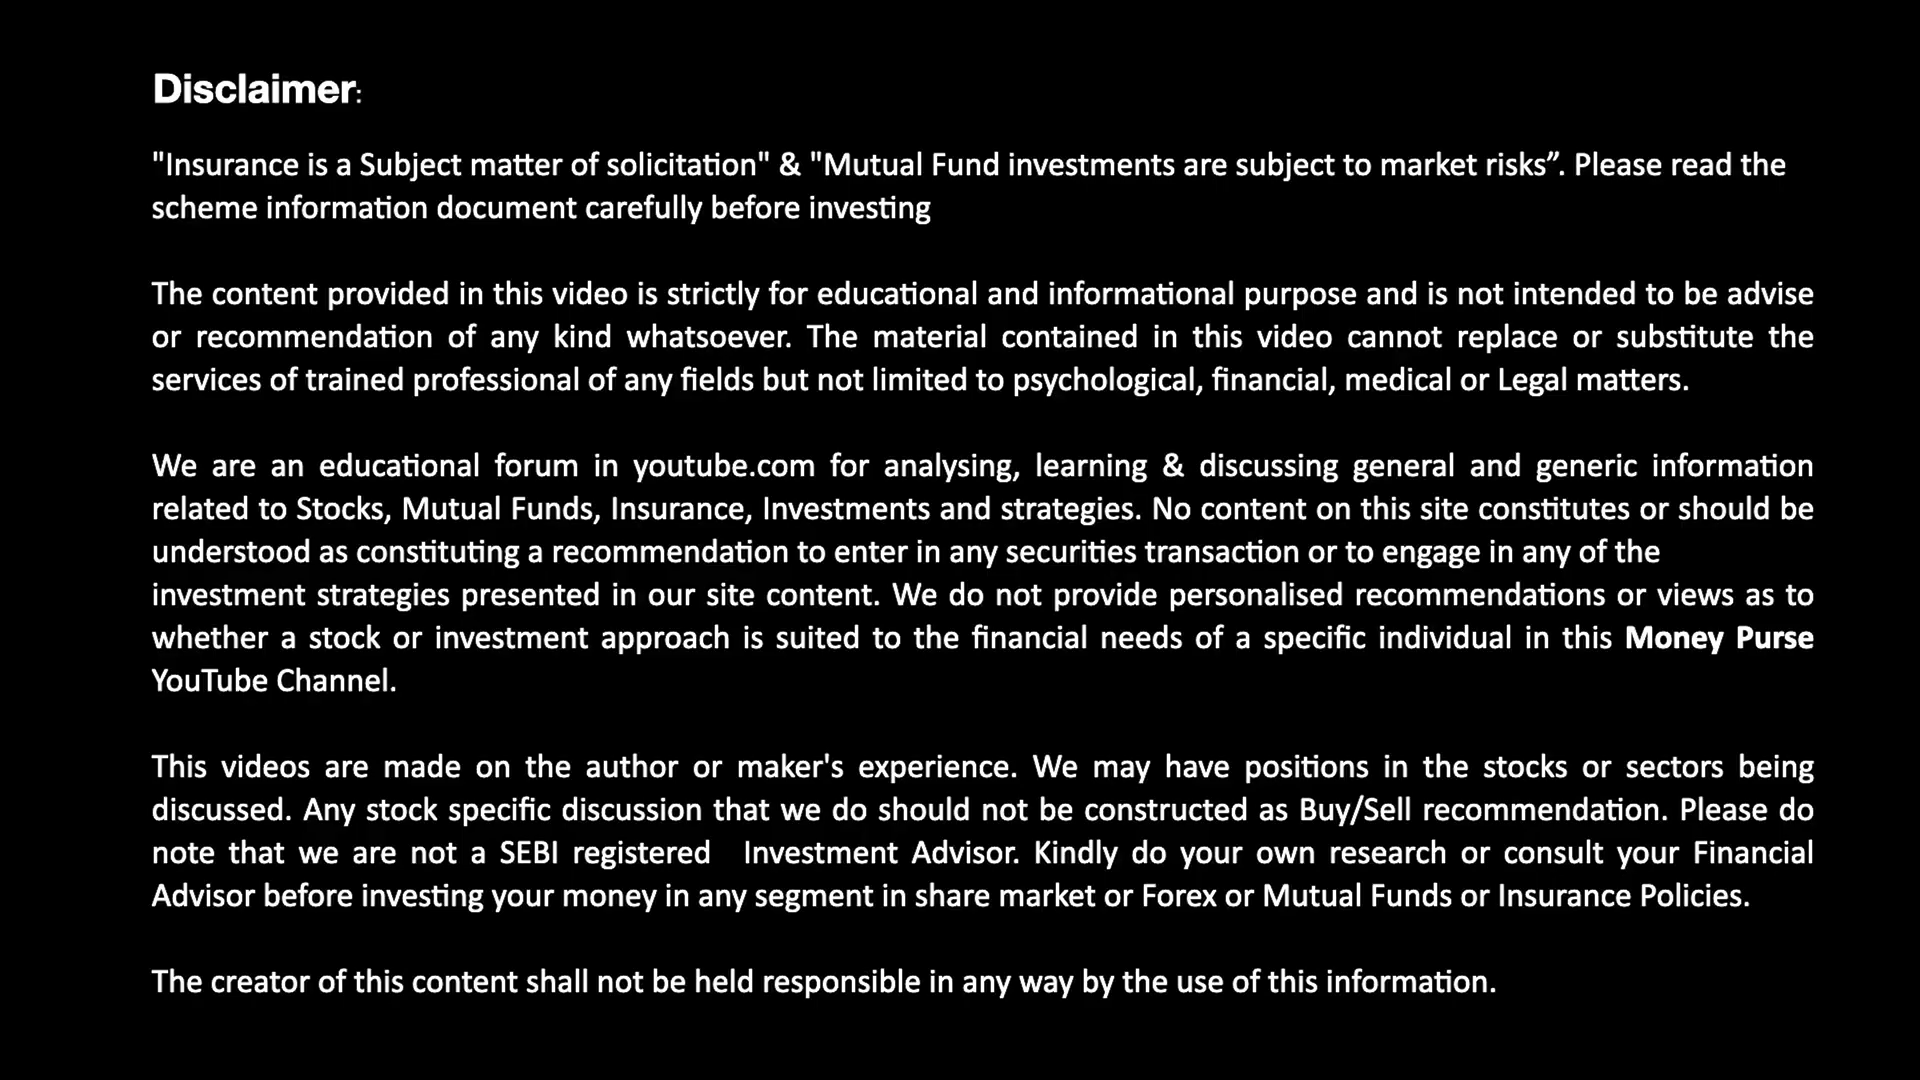 Disclaimer:
"Insurance is a Subject matter of solicitation" & "Mutual Fund investments are subject to market risks”. Please read the
scheme information document carefully before investing
The content provided in this video is strictly for educational and informational purpose and is not intended to be advise
or recommendation of any kind whatsoever. The material contained in this video cannot replace or substitute the
services of trained professional of any fields but not limited to psychological, financial, medical or Legal matters.
We are an educational forum in youtube.com for analysing, learning & discussing general and generic information
related to Stocks, Mutual Funds, Insurance, Investments and strategies. No content on this site constitutes or should be
understood as constituting a recommendation to enter in any securities transaction or to engage in any of the
investment strategies presented in our site content. We do not provide personalised recommendations or views as to
whether a stock or investment approach is suited to the financial needs of a specific individual in this Money Purse
YouTube Channel.
This videos are made on the author or maker's experience. We may have positions in the stocks or sectors being
discussed. Any stock specific discussion that we do should not be constructed as Buy/Sell recommendation. Please do
note that we are not a SEBI registered Investment Advisor. Kindly do your own research or consult your Financial
Advisor before investing your money in any segment in share market or Forex or Mutual Funds or Insurance Policies.
The creator of this content shall not be held responsible in any way by the use of this information.